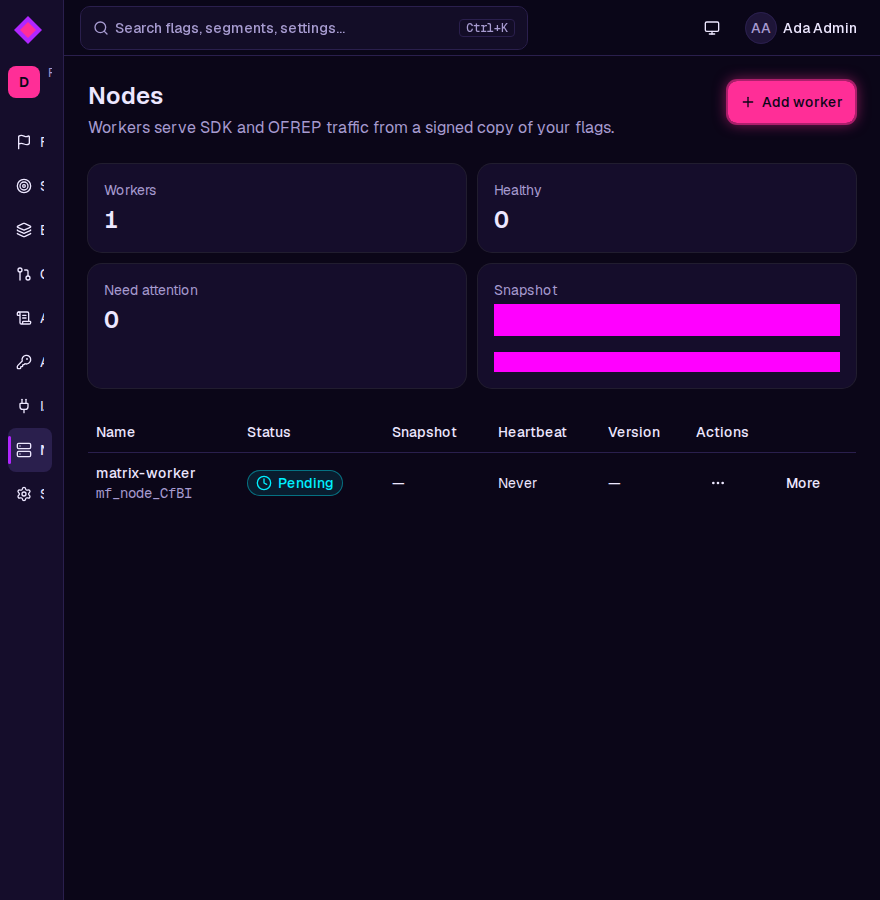 Search flags, segments, settings...
Ctrl+K
AA
Ada Admin
D
Nodes
Workers serve SDK and OFREP traffic from a signed copy of your flags.
Add worker
Workers
1
Healthy
0
Need attention
0
Snapshot
Name Status Snapshot Heartbeat Version Actions
matrix-worker
mf_node_CfBI
Pending
—
Never
—
More